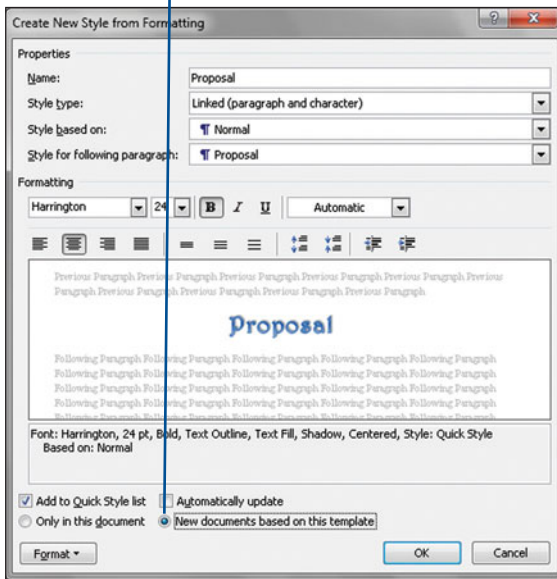 Create New Style from Formatting
Properties
Name: Proposal
Style type: Linked (paragraph and character)
Style based on: ¶ Normal
Style for following paragraph: ¶ Proposal
Formatting
Harrington 24 B I U Automatic
Previous Paragraph Previous Paragraph Previous Paragraph Previous Paragraph Previous Paragraph Previous
Paragraph Previous Paragraph Previous Paragraph Previous Paragraph Previous Paragraph
Proposal
Following Paragraph Following Paragraph Following Paragraph Following Paragraph Following Paragraph
Following Paragraph Following Paragraph Following Paragraph Following Paragraph Following Paragraph
Following Paragraph Following Paragraph Following Paragraph Following Paragraph Following Paragraph
Following Paragraph Following Paragraph Following Paragraph Following Paragraph Following Paragraph
Font: Harrington, 24 pt, Bold, Text Outline, Text Fill, Shadow, Centered, Style: Quick Style
Based on: Normal
Add to Quick Style list Automatically update
Only in this document New documents based on this template
Format OK Cancel